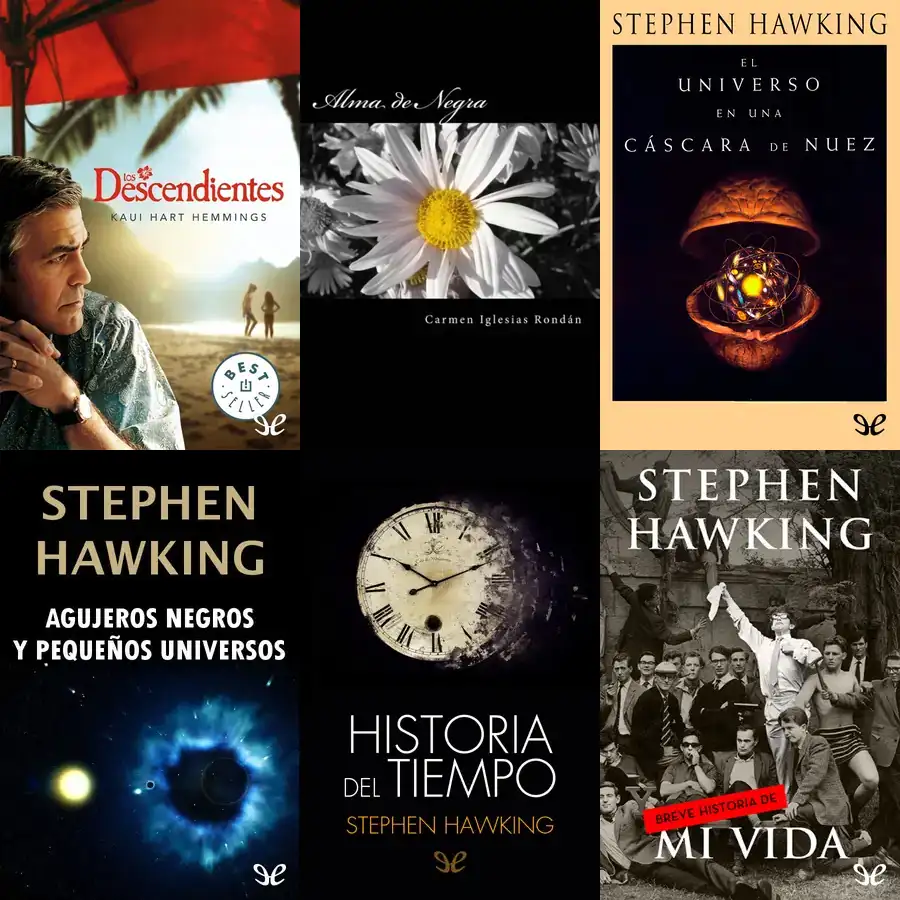 los
Descendientes
KAUI HART HEMMINGS
BEST
SELLER
Alma de Negra
Carmen Iglesias Rondán
STEPHEN HAWKING
EL
UNIVERSO
EN UNA
CÁSCARA DE NUEZ
STEPHEN
HAWKING
AGUJEROS NEGROS
Y PEQUEÑOS UNIVERSOS
HISTORIA
DEL TIEMPO
STEPHEN HAWKING
STEPHEN
HAWKING
BREVE HISTORIA DE
MI VIDA